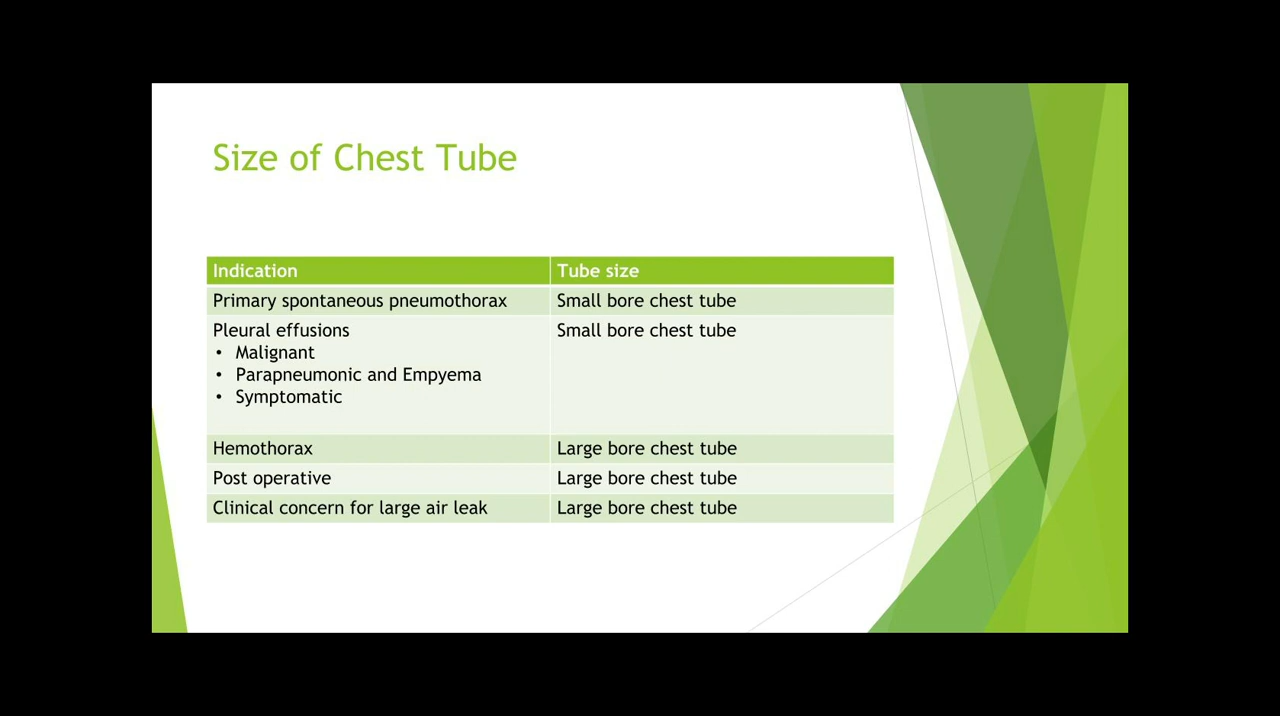 Size of Chest Tube
Indication Tube size
Primary spontaneous pneumothorax Small bore chest tube
Pleural effusions Small bore chest tube
• Malignant
• Parapneumonic and Empyema
• Symptomatic
Hemothorax Large bore chest tube
Post operative Large bore chest tube
Clinical concern for large air leak Large bore chest tube